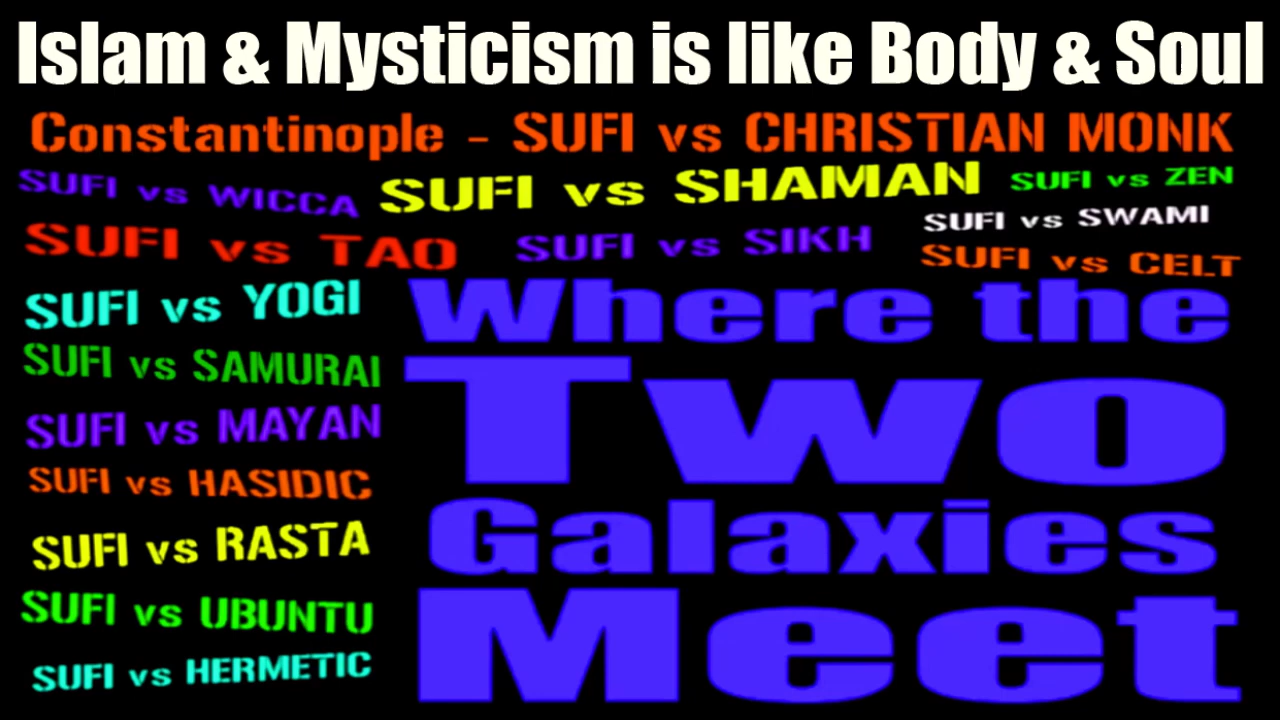 Islam & Mysticism is like Body & Soul
Constantinople - SUFI vs CHRISTIAN MONK
SUFI vs WICCA
SUFI vs SHAMAN
SUFI vs ZEN
SUFI vs SWAMI
SUFI vs TAO
SUFI vs SIKH
SUFI vs CELT
SUFI vs YOGI
SUFI vs SAMURAI
SUFI vs MAYAN
SUFI vs HASIDIC
SUFI vs RASTA
SUFI vs UBUNTU
SUFI vs HERMETIC
Where the
Two
Galaxies
Meet